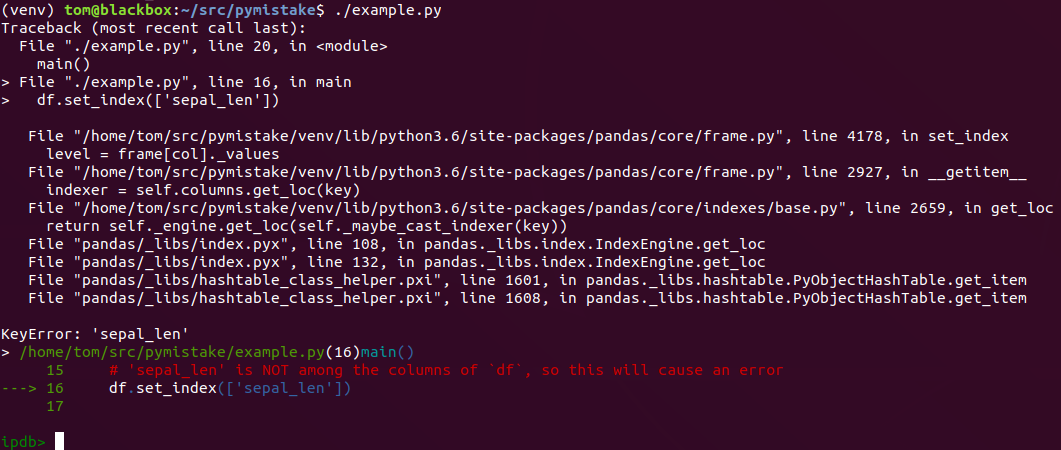 (venv) tom@blackbox:~/src/pymistake$ ./example.py
Traceback (most recent call last):
  File "./example.py", line 20, in <module>
    main()
> File "./example.py", line 16, in main
>   df.set_index(['sepal_len'])
   File "/home/tom/src/pymistake/venv/lib/python3.6/site-packages/pandas/core/frame.py", line 4178, in set_index
     level = frame[col]._values
   File "/home/tom/src/pymistake/venv/lib/python3.6/site-packages/pandas/core/frame.py", line 2927, in __getitem__
     indexer = self.columns.get_loc(key)
   File "/home/tom/src/pymistake/venv/lib/python3.6/site-packages/pandas/core/indexes/base.py", line 2659, in get_loc
     return self._engine.get_loc(self._maybe_cast_indexer(key))
   File "pandas/_libs/index.pyx", line 108, in pandas._libs.index.IndexEngine.get_loc
   File "pandas/_libs/index.pyx", line 132, in pandas._libs.index.IndexEngine.get_loc
   File "pandas/_libs/hashtable_class_helper.pxi", line 1601, in pandas._libs.hashtable.PyObjectHashTable.get_item
   File "pandas/_libs/hashtable_class_helper.pxi", line 1608, in pandas._libs.hashtable.PyObjectHashTable.get_item
KeyError: 'sepal_len'
> /home/tom/src/pymistake/example.py(16)main()
     15     # 'sepal_len' is NOT among the columns of `df`, so this will cause an error
---> 16     df.set_index(['sepal_len'])
     17
ipdb>